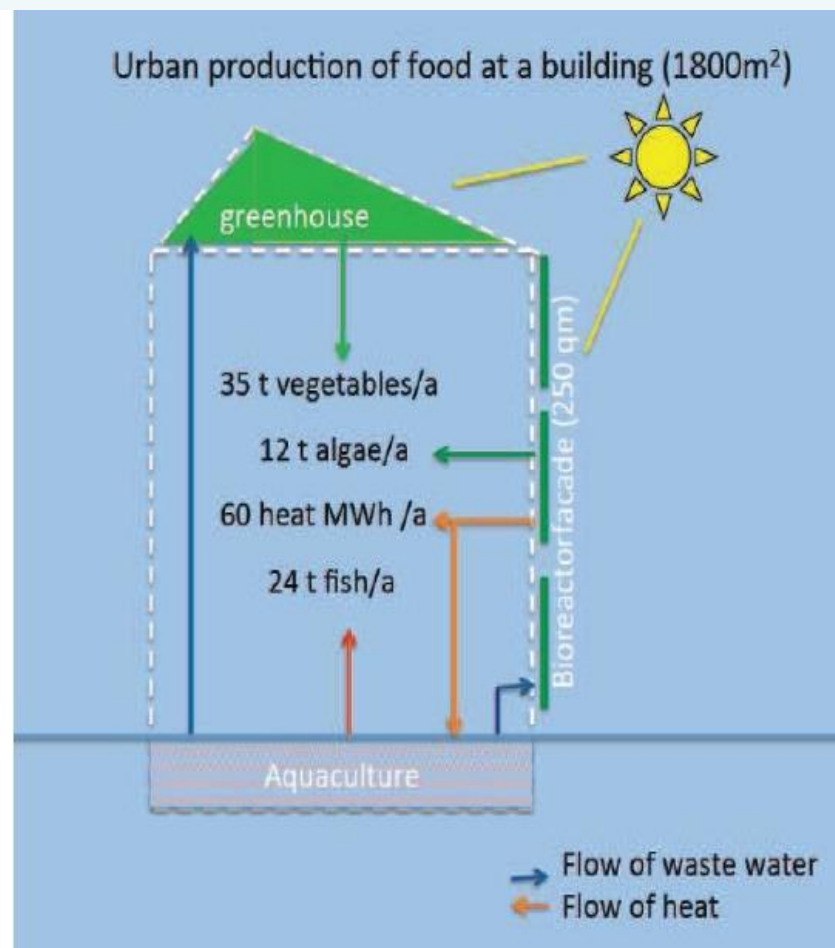 Urban production of food at a building (1800m²)
greenhouse
35 t vegetables/a
12 t algae/a
60 heat MWh /a
24 t fish/a
Bioreactorfacade (250 qm)
Aquaculture
Flow of waste water
Flow of heat